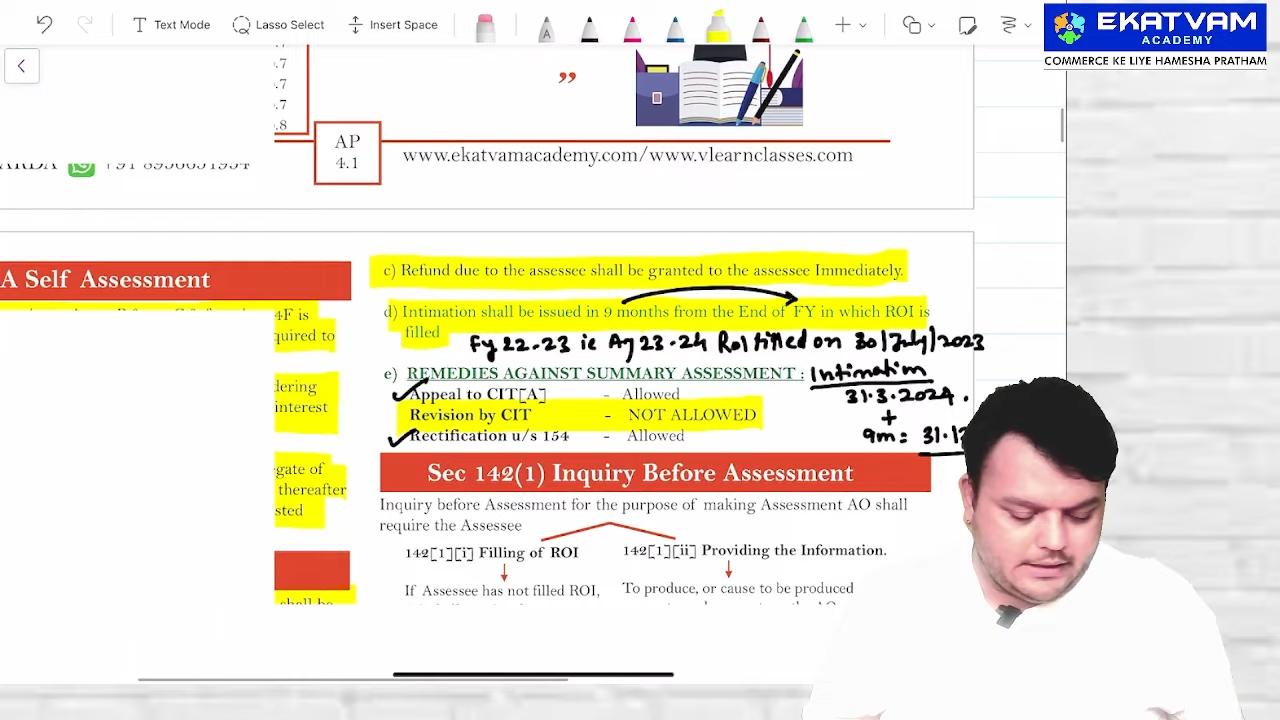 Text Mode
Lasso Select
Insert Space
A
EKATVAM
ACADEMY
COMMERCE KE LIYE HAMESHA PRATHAM
.7
.7
.7
.8
”
AP
4.1
www.ekatvamacademy.com/www.vlearnclasses.com
A Self Assessment
4F is
quired to
dering
interest
gate of
thereafter
sted
shall be
c) Refund due to the assessee shall be granted to the assessee Immediately.
d) Intimation shall be issued in 9 months from the End of FY in which ROI is
filled
Fy 22-23 ie Ay 23-24 ROI filled on 30/July/2023
e) REMEDIES AGAINST SUMMARY ASSESSMENT :
Intimation
Appeal to CIT[A] - Allowed
31.3.2024.
Revision by CIT - NOT ALLOWED
+
Rectification u/s 154 - Allowed
9m = 31.12
Sec 142(1) Inquiry Before Assessment
Inquiry before Assessment for the purpose of making Assessment AO shall
require the Assessee
142[1][i] Filling of ROI
142[1][ii] Providing the Information.
If Assessee has not filled ROI,
To produce, or cause to be produced